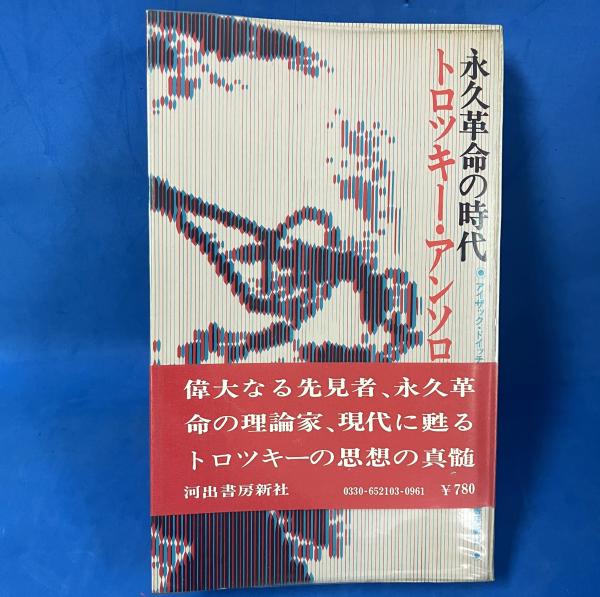 永久革命の時代
トロツキー・アンソロ
アイザック・ドイッチ
偉大なる先見者、永久革
命の理論家、現代に甦る
トロツキーの思想の真髄
河出書房新社
0330-652103-0961
¥780